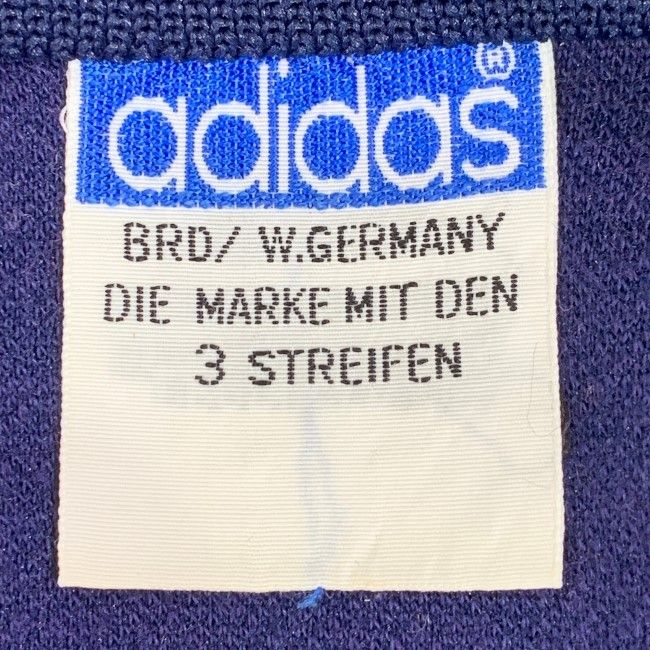 adidas®
BRD/ W.GERMANY
DIE MARKE MIT DEN
3 STREIFEN